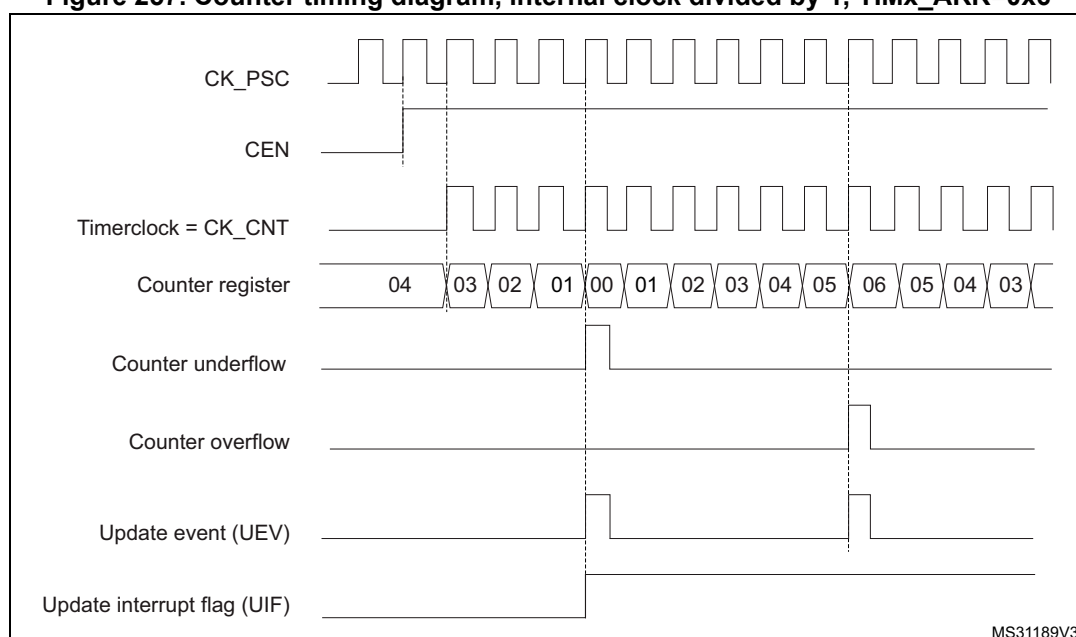 CK_PSC
CEN
Timerclock = CK_CNT
Counter register 04 03 02 01 00 01 02 03 04 05 06 05 04 03
Counter underflow
Counter overflow
Update event (UEV)
Update interrupt flag (UIF)
MS31189V3